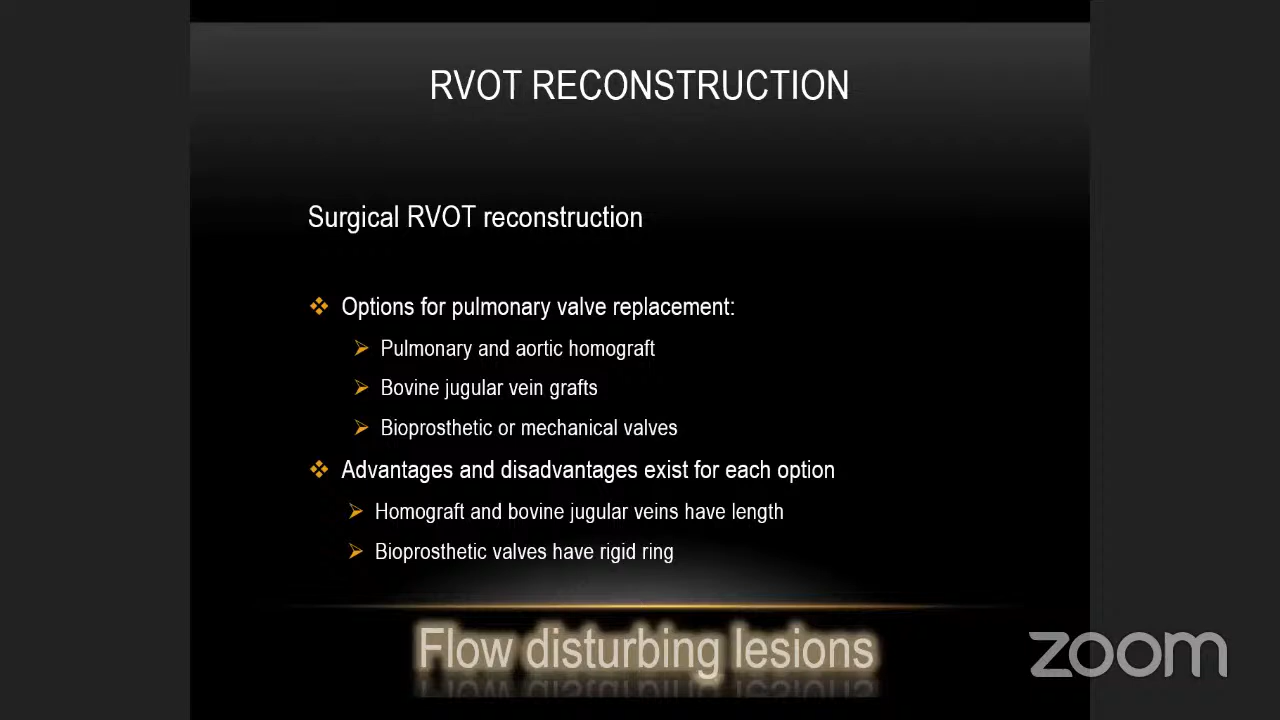 RVOT RECONSTRUCTION
Surgical RVOT reconstruction
Options for pulmonary valve replacement:
Pulmonary and aortic homograft
Bovine jugular vein grafts
Bioprosthetic or mechanical valves
Advantages and disadvantages exist for each option
Homograft and bovine jugular veins have length
Bioprosthetic valves have rigid ring
Flow disturbing lesions
zoom